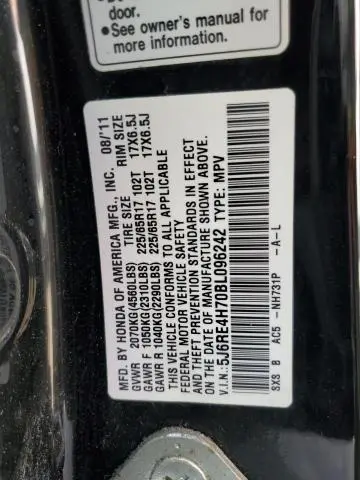 door.
•See owner's manual for
more information.
MFD. BY HONDA OF AMERICA MFG., INC. 08/'11
TIRE SIZE RIM SIZE
GVWR 2070KG(4560LBS)
GAWR F 1050KG(2310LBS) 225/65R17 102T 17X6.5J
GAWR R 1040KG(2290LBS) 225/65R17 102T 17X6.5J
THIS VEHICLE CONFORMS TO ALL APPLICABLE
FEDERAL MOTOR VEHICLE SAFETY
AND THEFT PREVENTION STANDARDS IN EFFECT
ON THE DATE OF MANUFACTURE SHOWN ABOVE.
V.I.N.: 5J6RE4H70BL096242 TYPE: MPV
SXS 8 AC5 -NH731P -A-L